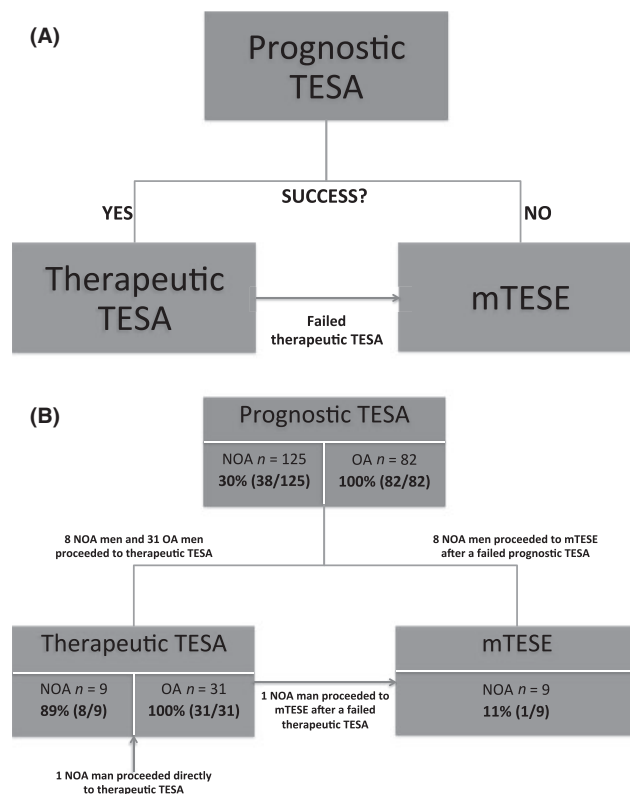 (A)
Prognostic
TESA
SUCCESS?
YES
NO
Therapeutic
TESA
Failed
therapeutic TESA
mTESE
(B)
Prognostic TESA
NOA n = 125
30% (38/125)
OA n = 82
100% (82/82)
8 NOA men and 31 OA men
proceeded to therapeutic TESA
8 NOA men proceeded to mTESE
after a failed prognostic TESA
Therapeutic TESA
NOA n = 9
89% (8/9)
OA n = 31
100% (31/31)
1 NOA man proceeded to
mTESE after a failed
therapeutic TESA
mTESE
NOA n = 9
11% (1/9)
1 NOA man proceeded directly
to therapeutic TESA